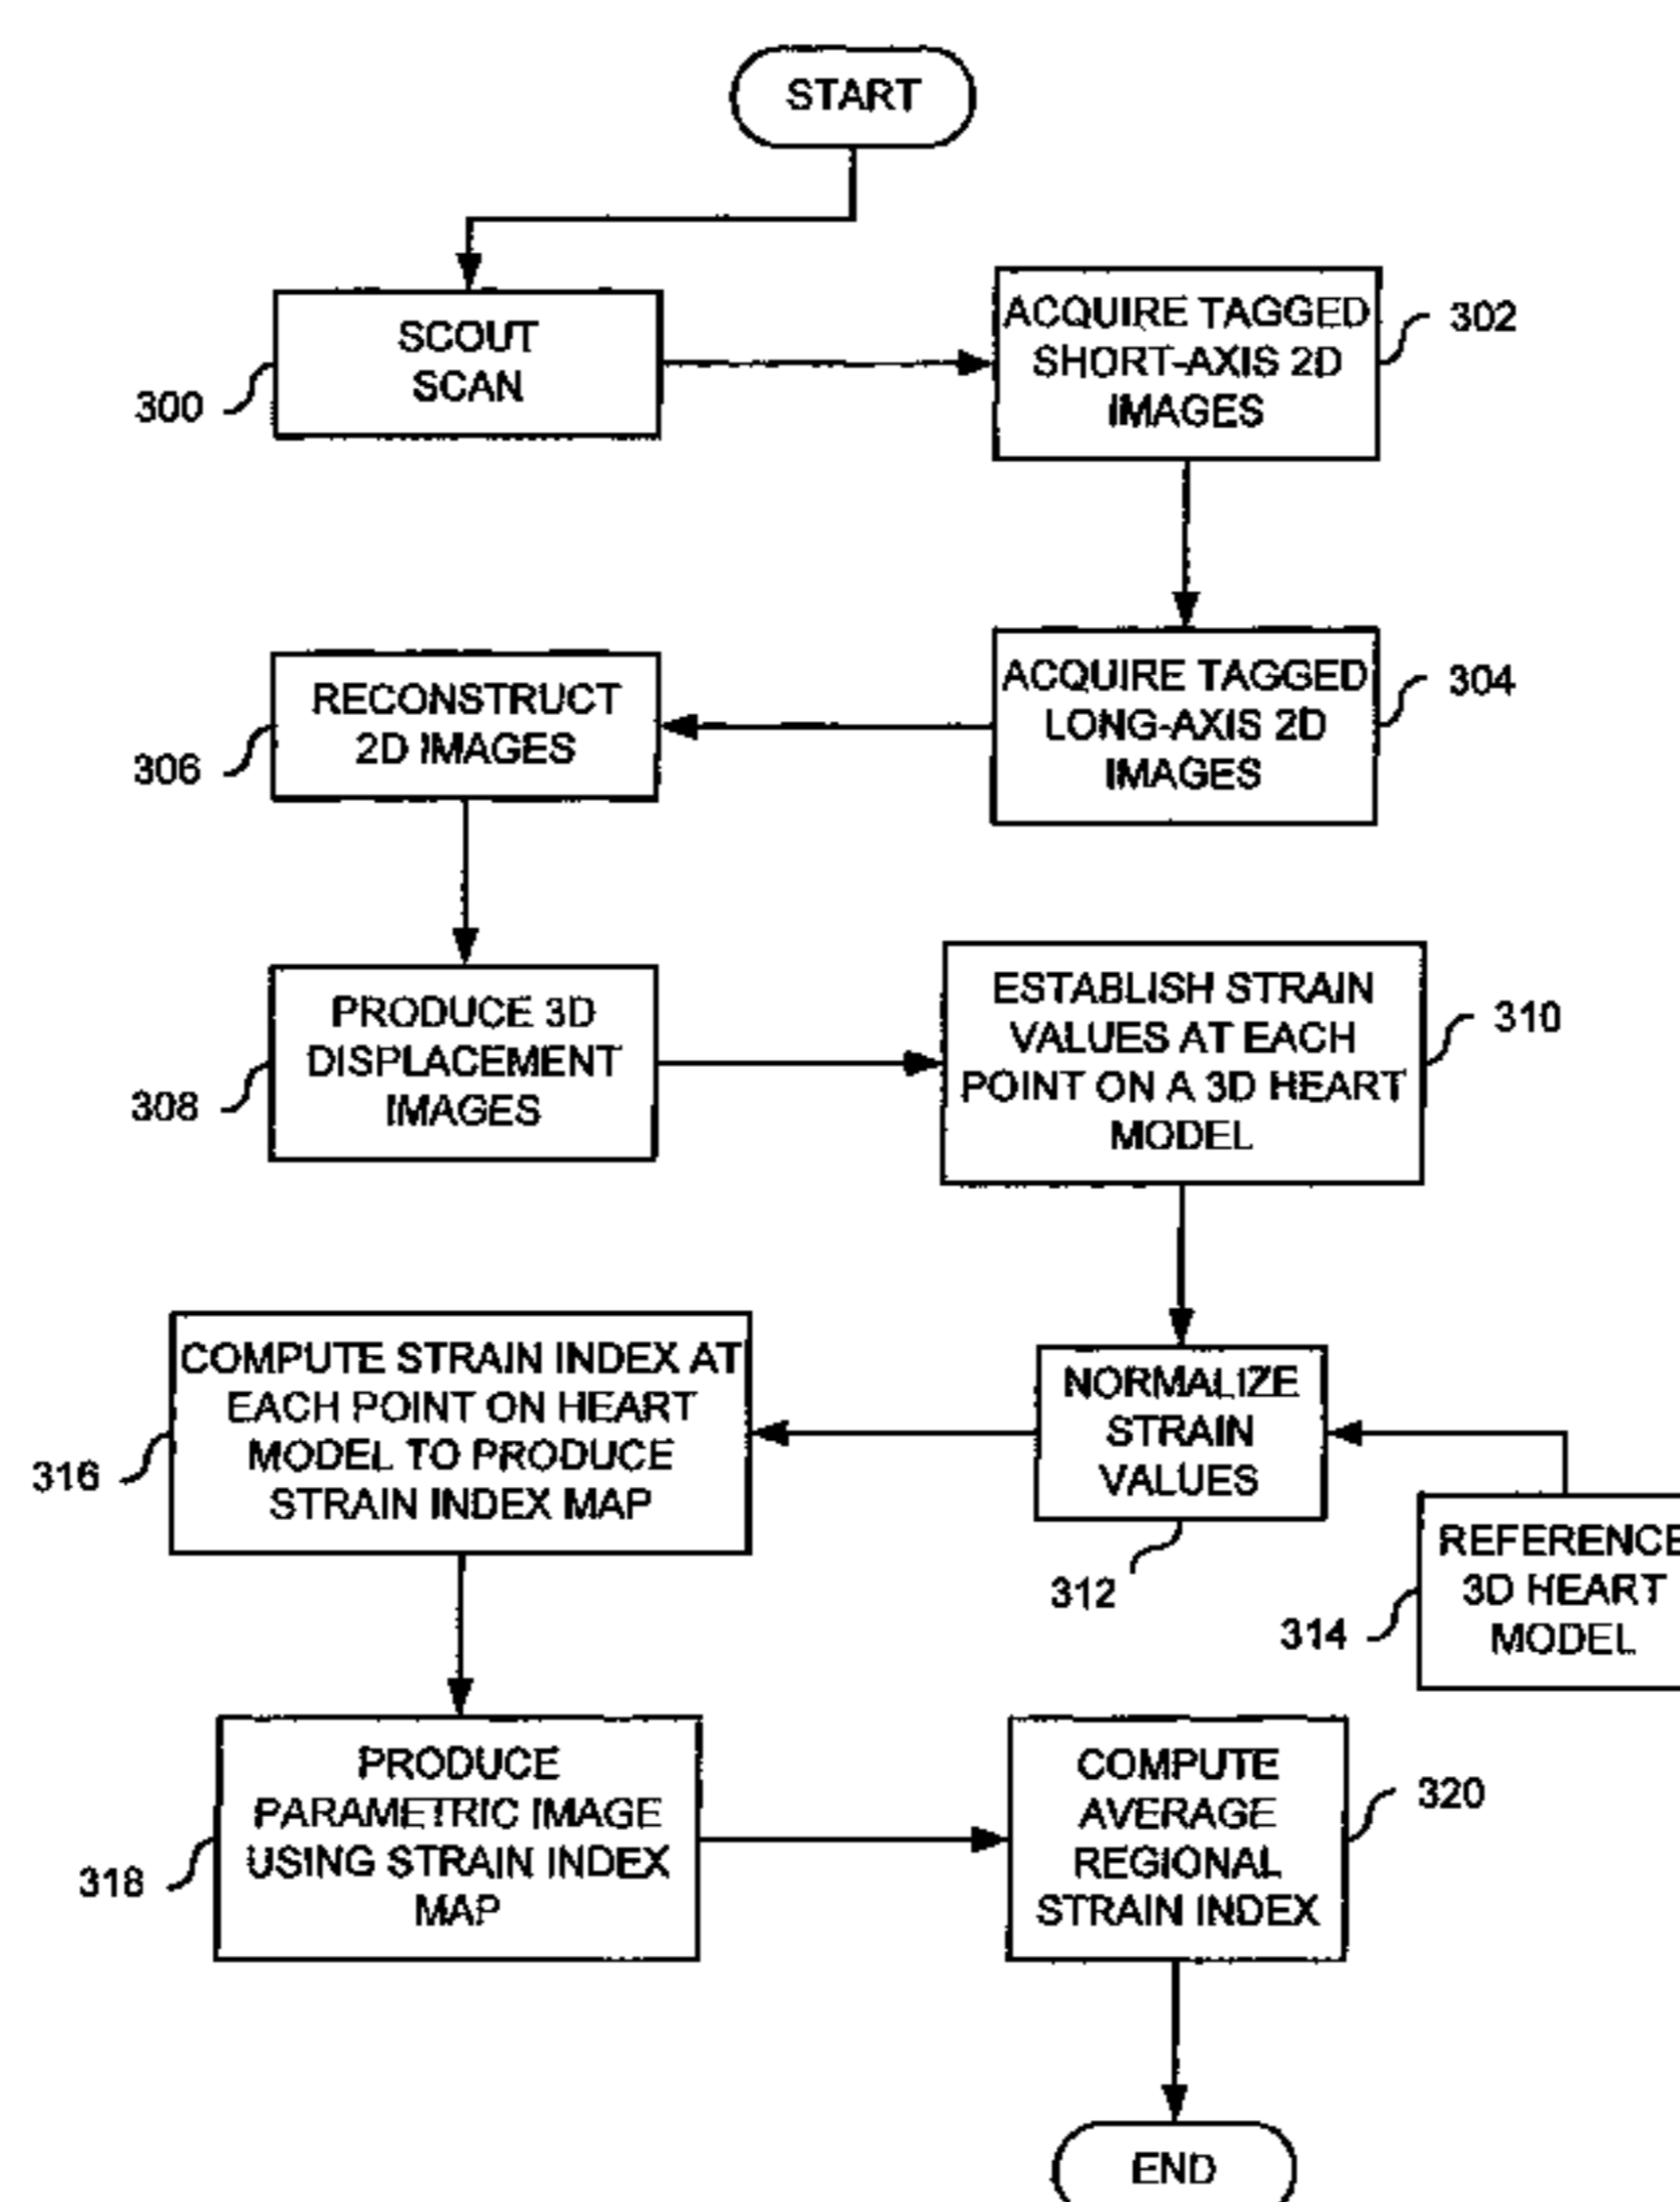 START
SCOUT
SCAN
300
ACQUIRE TAGGED
SHORT-AXIS 2D
IMAGES
302
ACQUIRE TAGGED
LONG-AXIS 2D
IMAGES
304
RECONSTRUCT
2D IMAGES
306
PRODUCE 3D
DISPLACEMENT
IMAGES
308
ESTABLISH STRAIN
VALUES AT EACH
POINT ON A 3D HEART
MODEL
310
NORMALIZE
STRAIN
VALUES
312
REFERENCE
3D HEART
MODEL
314
COMPUTE STRAIN INDEX AT
EACH POINT ON HEART
MODEL TO PRODUCE
STRAIN INDEX MAP
316
PRODUCE
PARAMETRIC IMAGE
USING STRAIN INDEX
MAP
318
COMPUTE
AVERAGE
REGIONAL
STRAIN INDEX
320
END